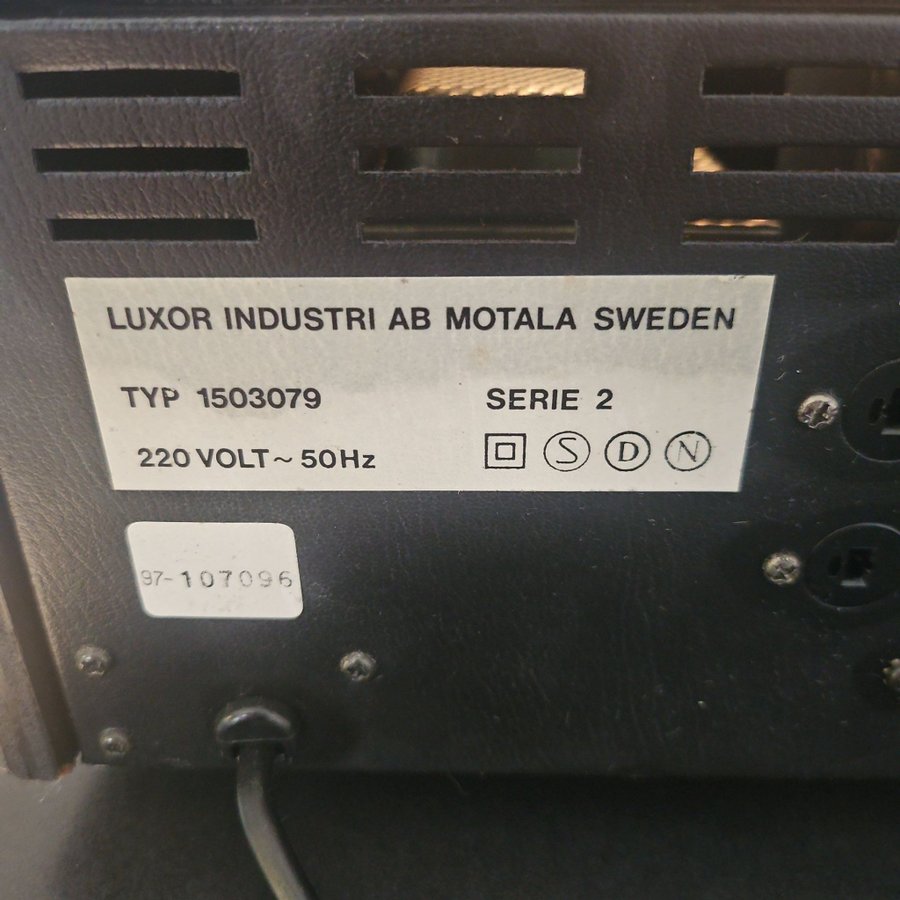 LUXOR INDUSTRI AB MOTALA SWEDEN
TYP 1503079 SERIE 2
220 VOLT ~ 50Hz S D N
97-107096